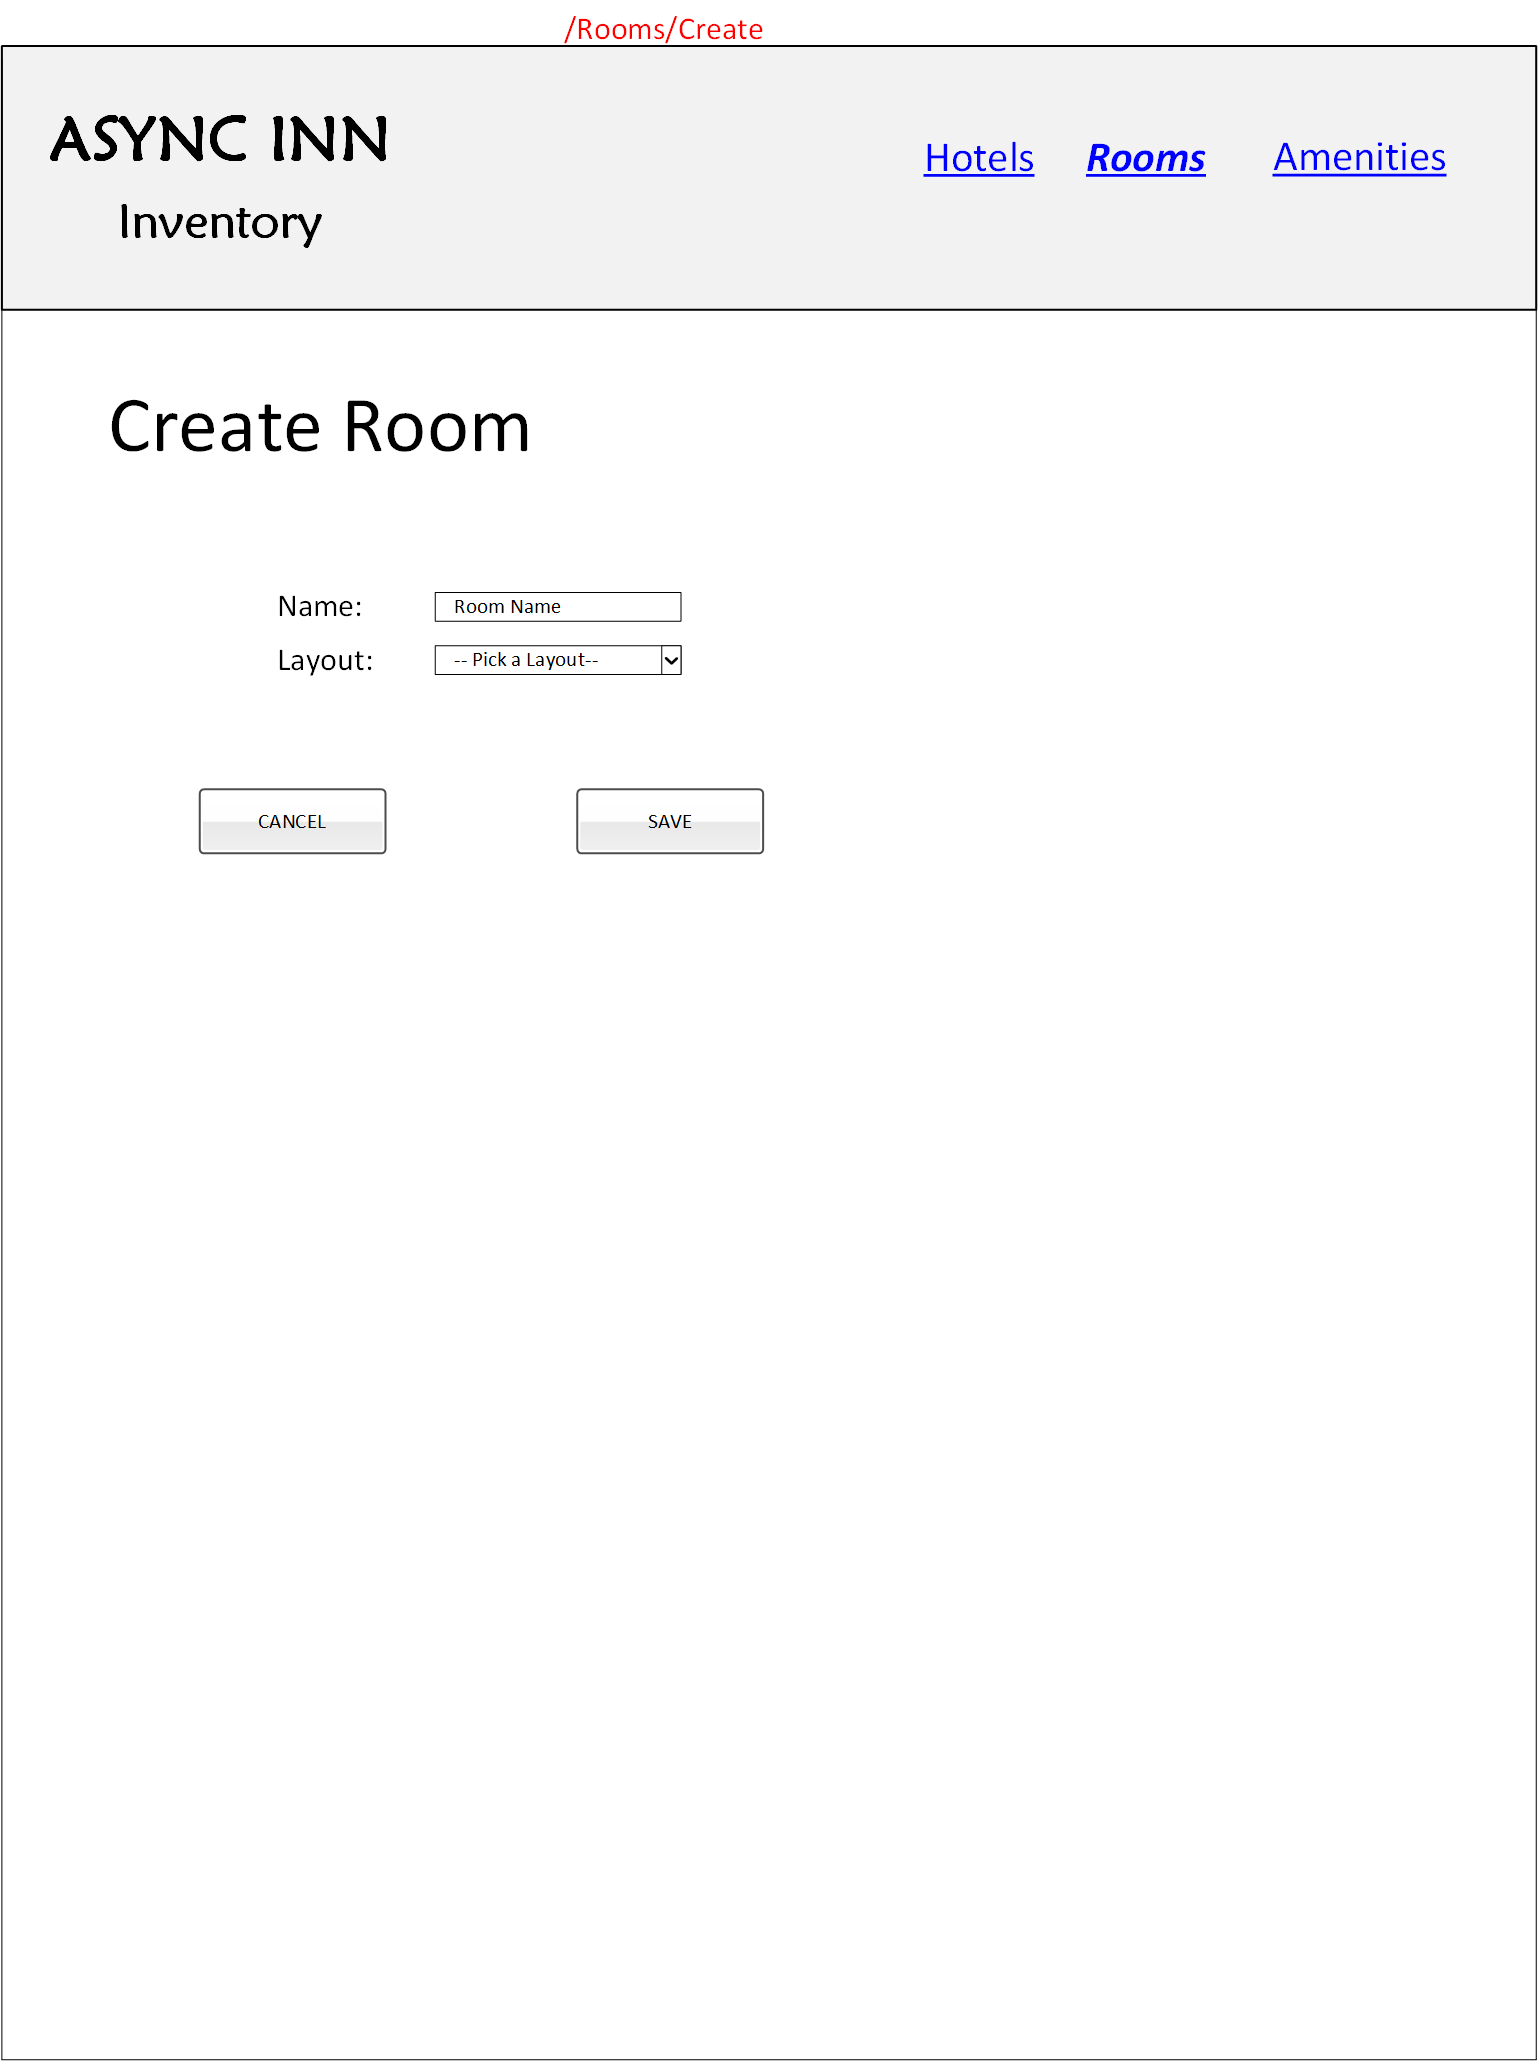 /Rooms/Create
ASYNC INN
Inventory
Hotels Rooms Amenities
Create Room
Name: Room Name
Layout: -- Pick a Layout--
CANCEL SAVE